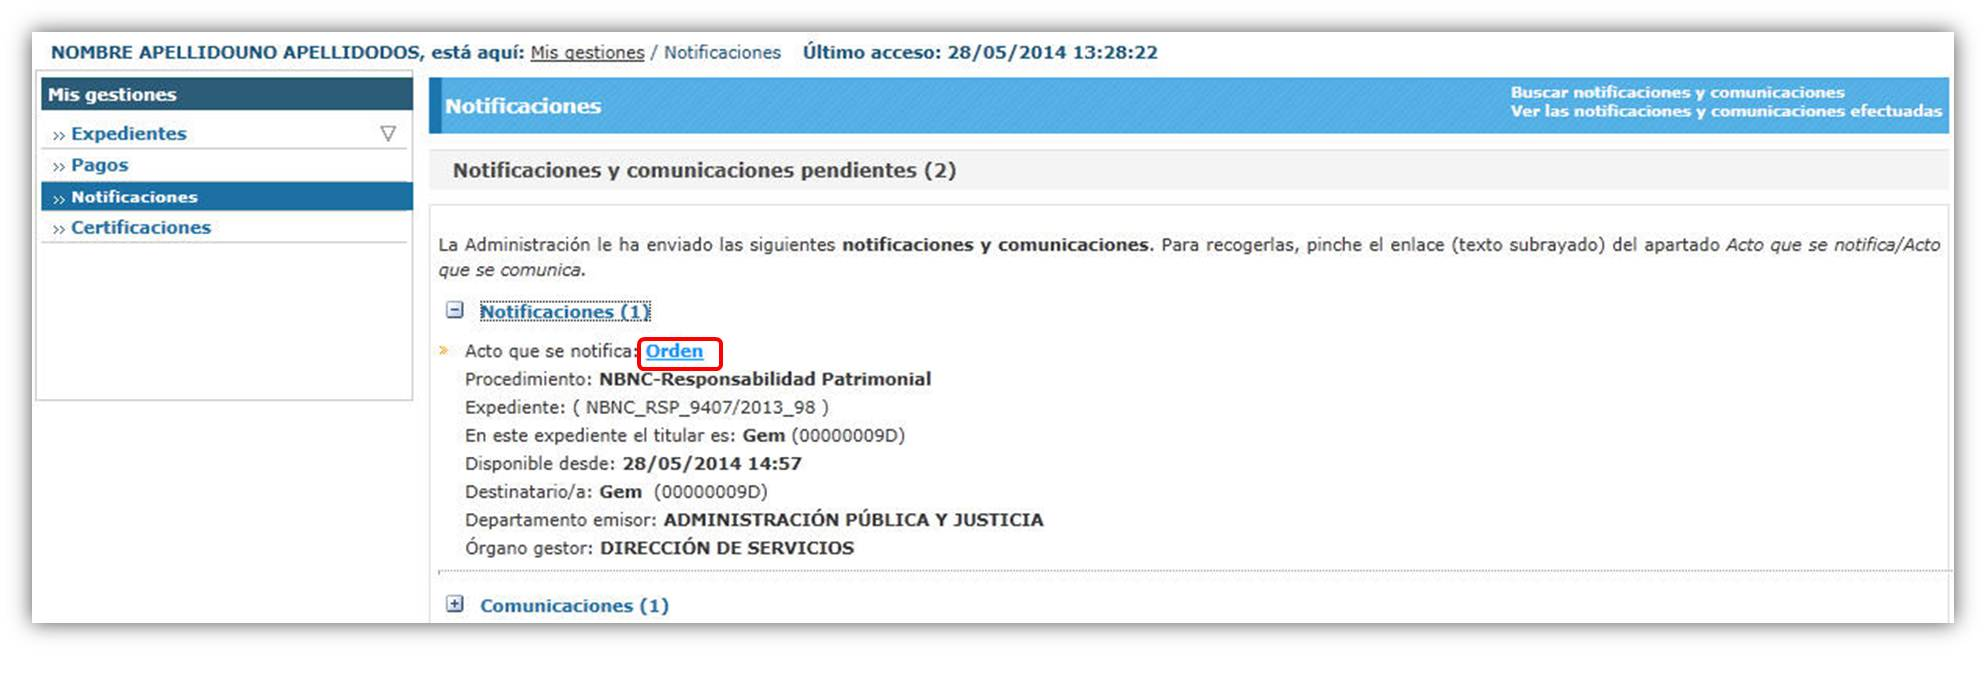 NOMBRE APELLIDOUNO APELLIDODOS, está aquí: Mis gestiones / Notificaciones Último acceso: 28/05/2014 13:28:22
Mis gestiones
›› Expedientes
›› Pagos
›› Notificaciones
›› Certificaciones
Notificaciones
Buscar notificaciones y comunicaciones
Ver las notificaciones y comunicaciones efectuadas
Notificaciones y comunicaciones pendientes (2)
La Administración le ha enviado las siguientes notificaciones y comunicaciones. Para recogerlas, pinche el enlace (texto subrayado) del apartado Acto que se notifica/Acto
que se comunica.
Notificaciones (1)
Acto que se notifica: Orden
Procedimiento: NBNC-Responsabilidad Patrimonial
Expediente: ( NBNC_RSP_9407/2013_98 )
En este expediente el titular es: Gem (00000009D)
Disponible desde: 28/05/2014 14:57
Destinatario/a: Gem (00000009D)
Departamento emisor: ADMINISTRACIÓN PÚBLICA Y JUSTICIA
Órgano gestor: DIRECCIÓN DE SERVICIOS
Comunicaciones (1)